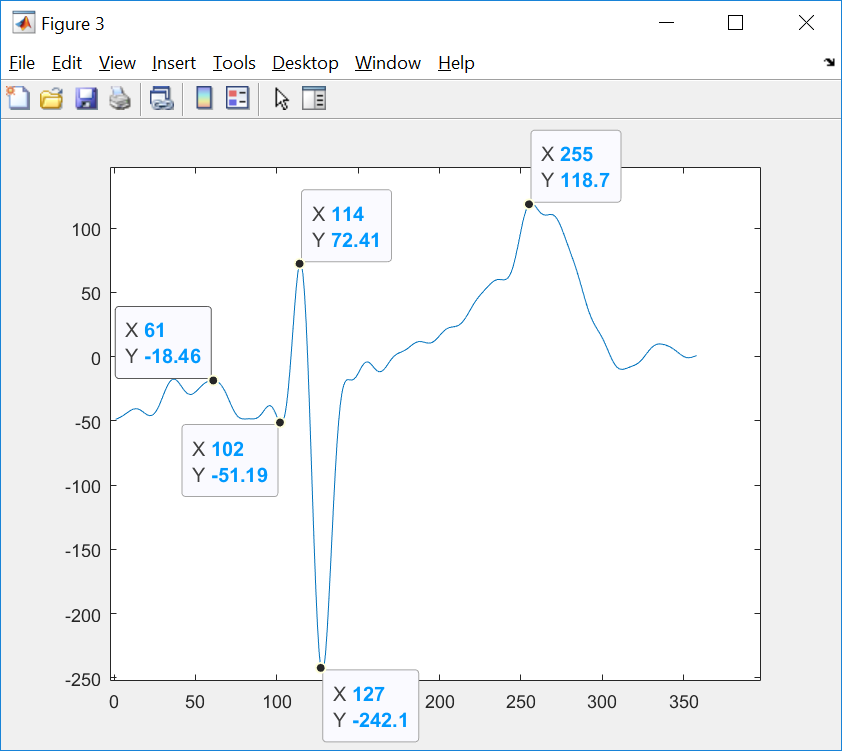 Figure 3
File Edit View Insert Tools Desktop Window Help
X 255
Y 118.7
X 114
Y 72.41
X 61
Y -18.46
X 102
Y -51.19
X 127
Y -242.1
100
50
0
-50
-100
-150
-200
-250
0 50 100 200 250 300 350